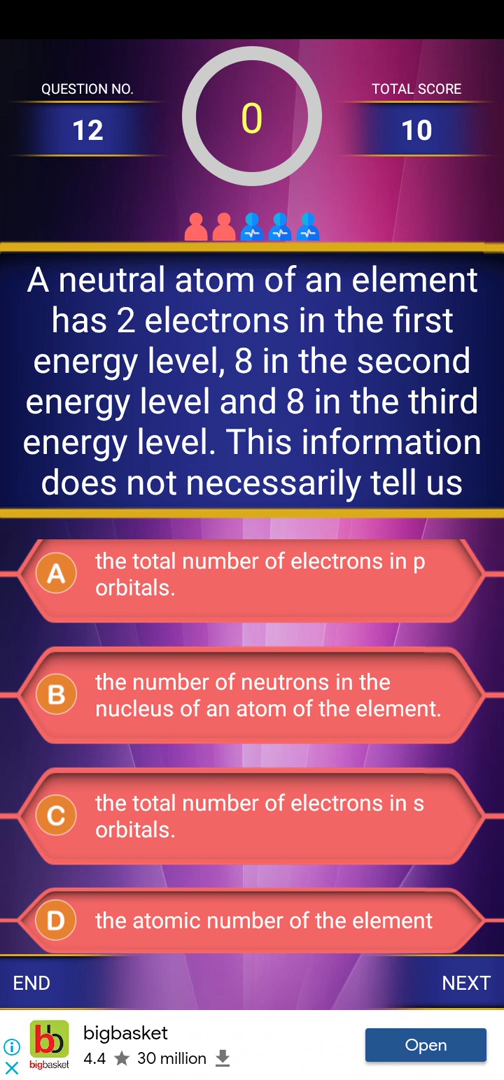 QUESTION NO.
12
0
TOTAL SCORE
10
A neutral atom of an element
has 2 electrons in the first
energy level, 8 in the second
energy level and 8 in the third
energy level. This information
does not necessarily tell us
A
the total number of electrons in p
orbitals.
B
the number of neutrons in the
nucleus of an atom of the element.
C
the total number of electrons in s
orbitals.
D
the atomic number of the element
END
NEXT
bb
bigbasket
bigbasket
4.4 ★ 30 million
Open